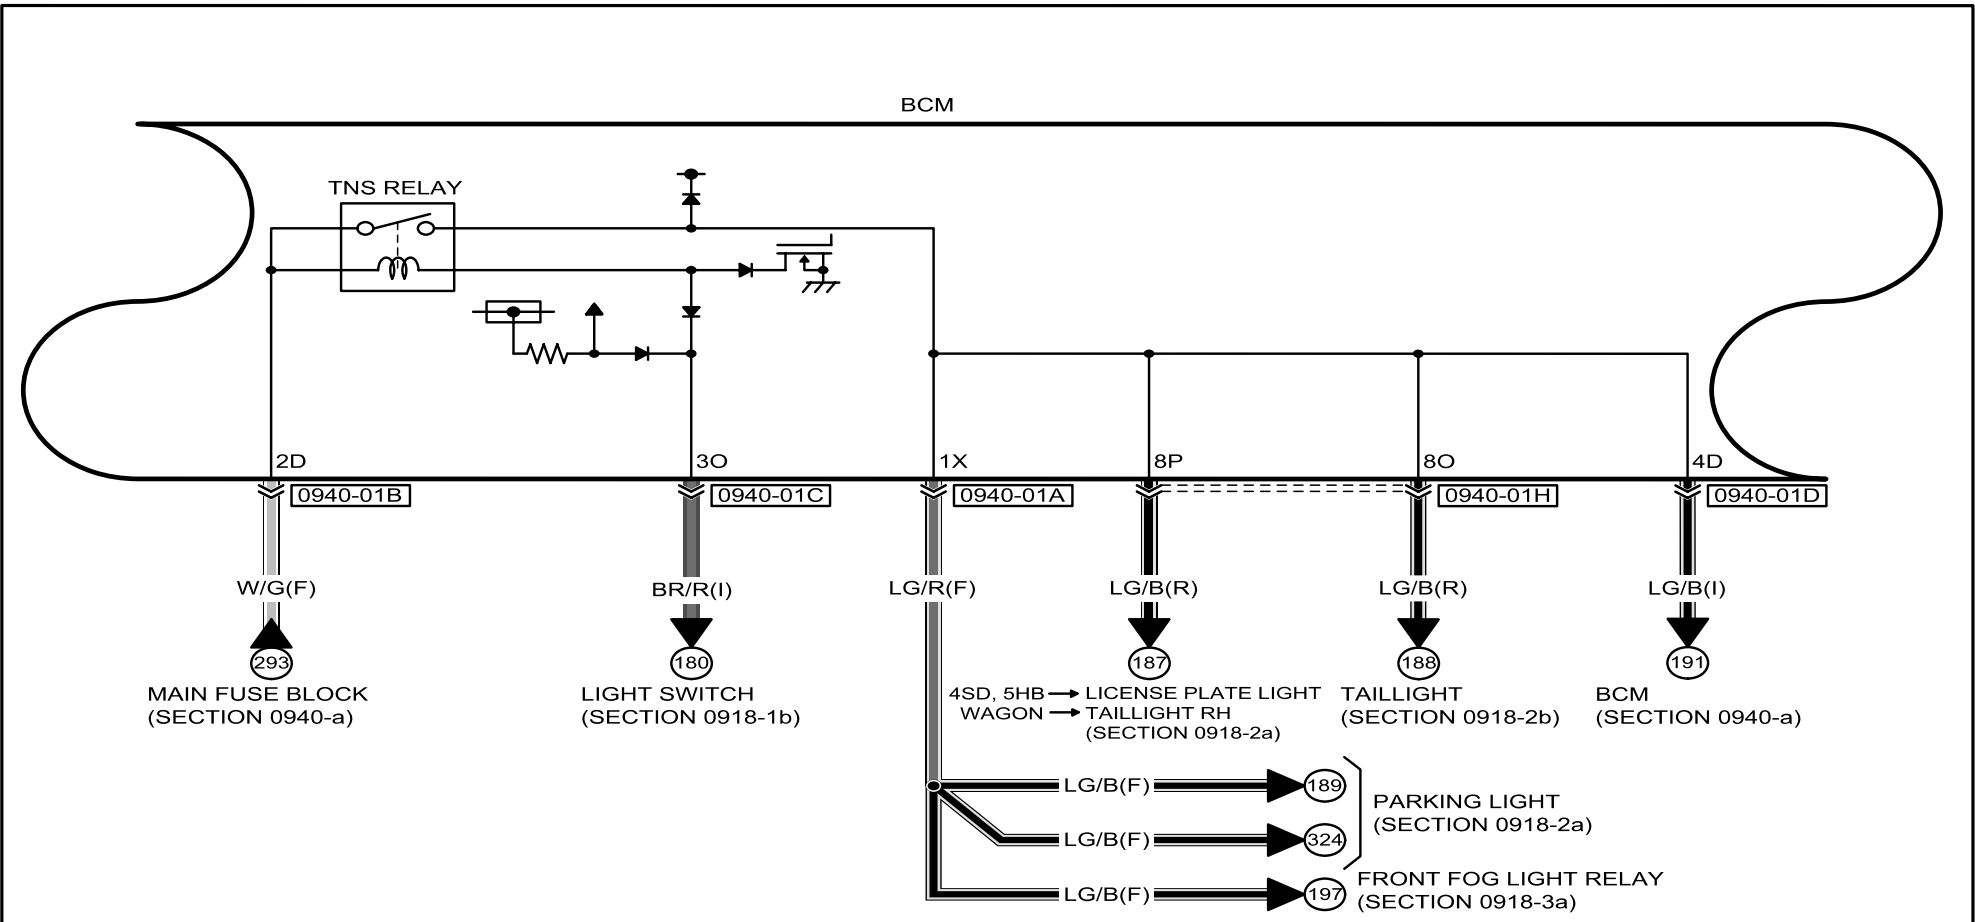 BCM
TNS RELAY
2D
3O
1X
8P
8O
4D
0940-01B
0940-01C
0940-01A
0940-01H
0940-01D
W/G(F)
BR/R(I)
LG/R(F)
LG/B(R)
LG/B(R)
LG/B(I)
293
180
187
188
191
MAIN FUSE BLOCK
(SECTION 0940-a)
LIGHT SWITCH
(SECTION 0918-1b)
4SD, 5HB → LICENSE PLATE LIGHT
WAGON → TAILLIGHT RH
(SECTION 0918-2a)
TAILLIGHT
(SECTION 0918-2b)
BCM
(SECTION 0940-a)
LG/B(F)
189
LG/B(F)
324
PARKING LIGHT
(SECTION 0918-2a)
LG/B(F)
197
FRONT FOG LIGHT RELAY
(SECTION 0918-3a)